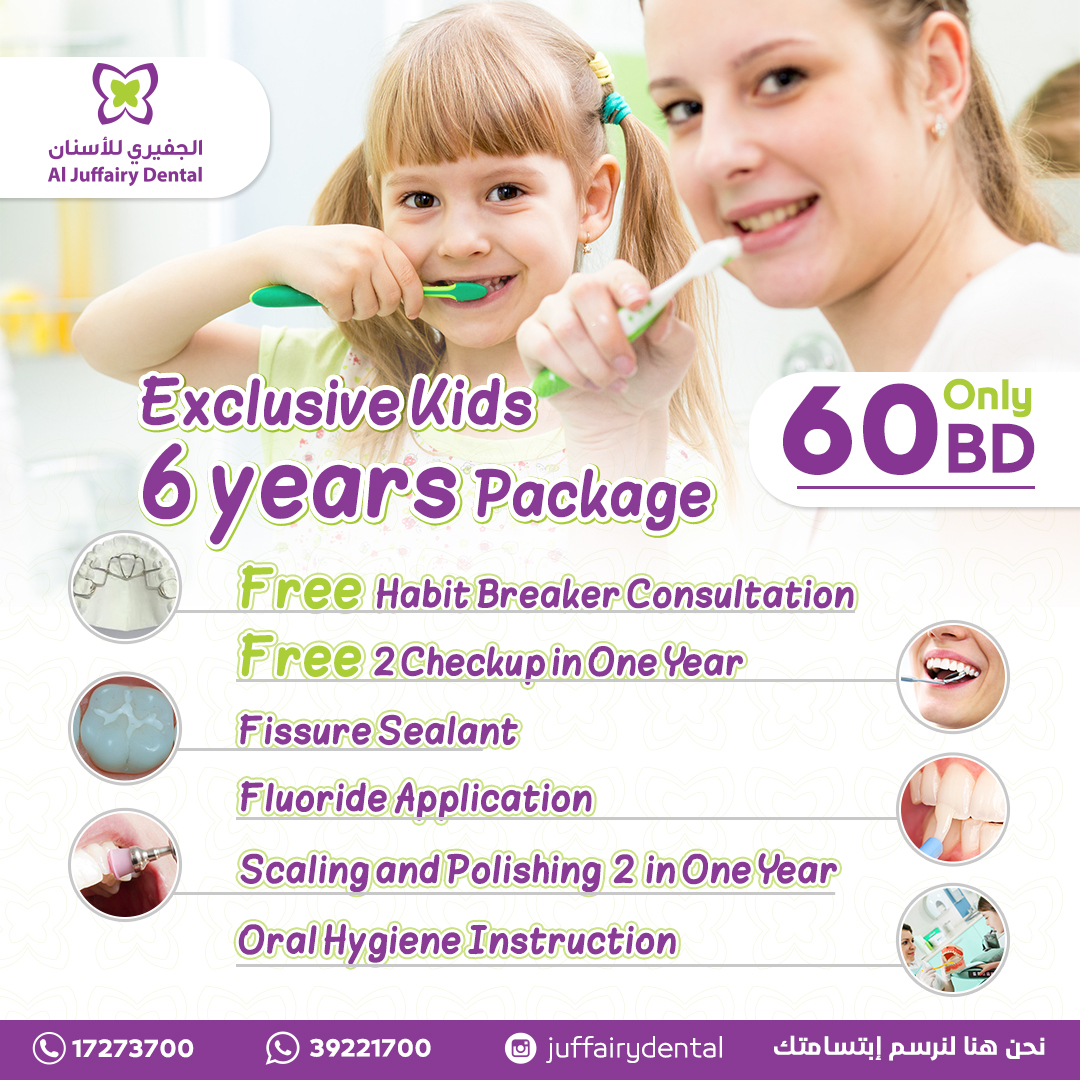 الجفيري للأسنان
Al Juffairy Dental
Exclusive Kids
6 years Package
Only
60 BD
Free Habit Breaker Consultation
Free 2 Checkup in One Year
Fissure Sealant
Fluoride Application
Scaling and Polishing 2 in One Year
Oral Hygiene Instruction
17273700
39221700
juffairydental
نحن هنا لنرسم إبتسامتك